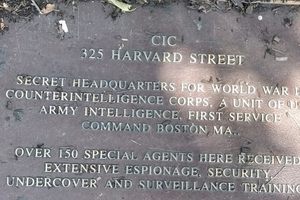 CIC
325 HARVARD STREET
SECRET HEADQUARTERS FOR WORLD WAR I
COUNTERINTELLIGENCE CORPS. A UNIT OF U
ARMY INTELLIGENCE, FIRST SERVICE
COMMAND BOSTON MA..
OVER 150 SPECIAL AGENTS HERE RECEIVED
EXTENSIVE ESPIONAGE, SECURITY,
UNDERCOVER AND SURVEILLANCE TRAINING